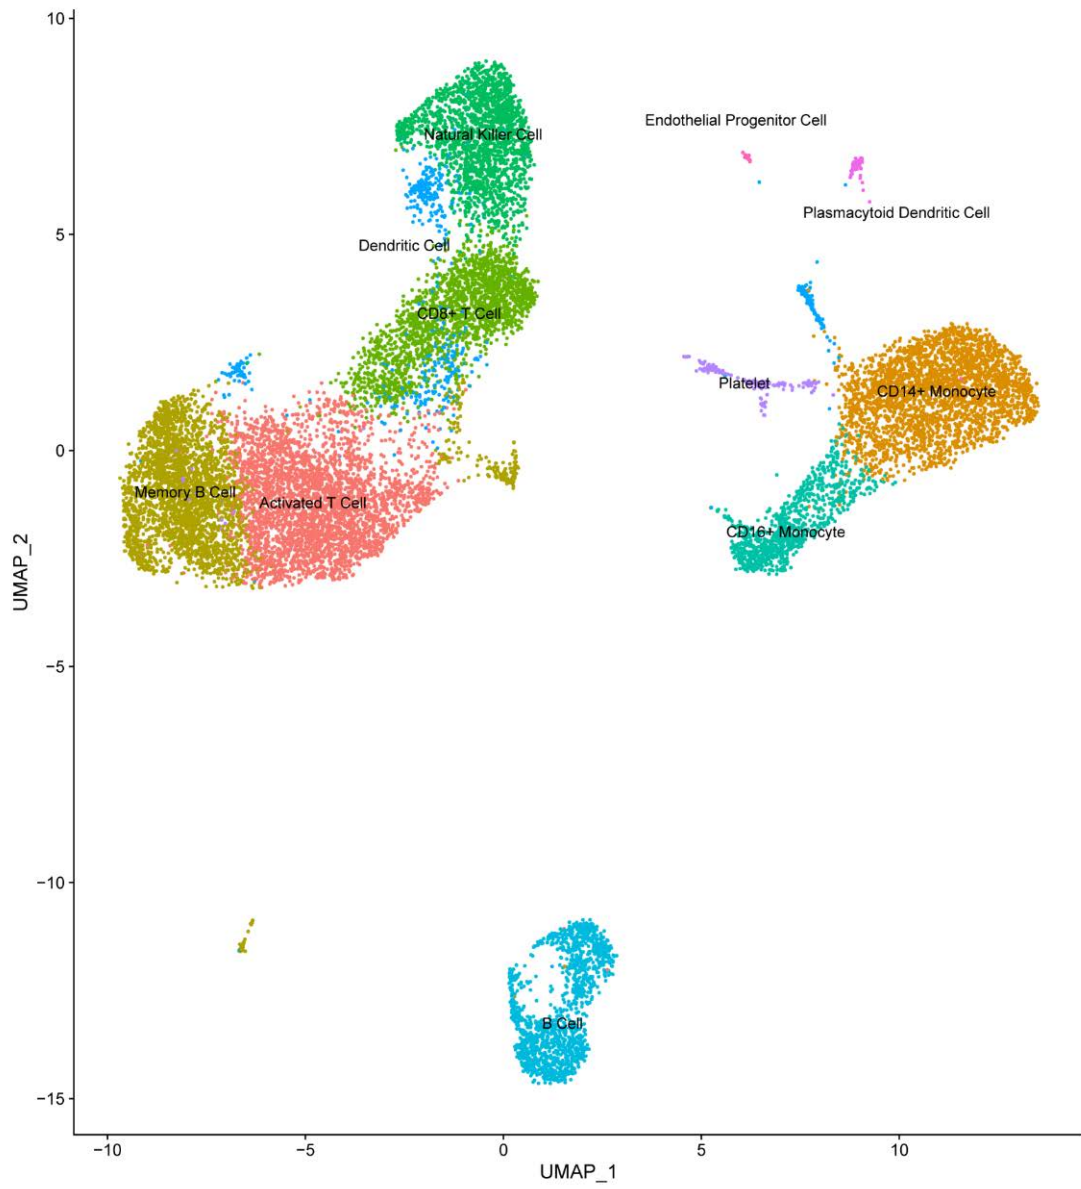 10
Natural Killer Cell
Endothelial Progenitor Cell
Plasmacytoid Dendritic Cell
5
Dendritic Cell
CD8+ T Cell
Platelet
CD14+ Monocyte
0
Memory B Cell
Activated T Cell
CD16+ Monocyte
UMAP_2
−5
−10
B Cell
−15
−10
−5
0
5
10
UMAP_1